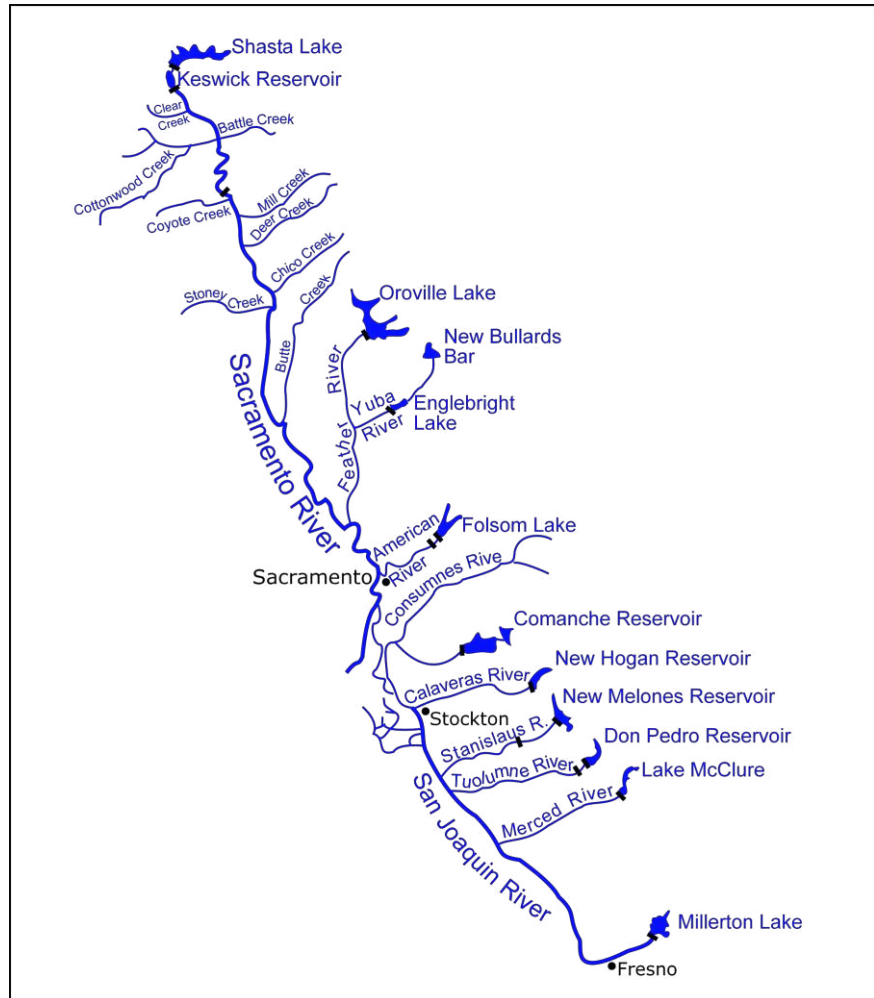 Shasta Lake
Keswick Reservoir
Clear
Creek
Battle Creek
Cottonwood Creek
Mill Creek
Coyote Creek
Deer Creek
Chico Creek
Stoney
Creek
Butte
Creek
Oroville Lake
New Bullards
Bar
Feather
River
Yuba
River
Englebright
Lake
Sacramento River
American
River
Folsom Lake
Sacramento
Consumnes Rive
Comanche Reservoir
New Hogan Reservoir
Calaveras River
New Melones Reservoir
Stockton
Stanislaus R.
Don Pedro Reservoir
Tuolumne River
Lake McClure
Merced River
San Joaquin River
Millerton Lake
Fresno